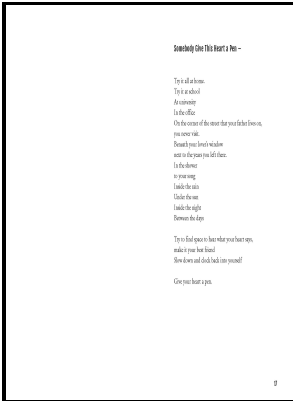 Somebody Give This Heart a Pen –
Try it all at home.
Try it at school
At university
In the office
On the corner of the street that your father lives on,
you never visit.
Beneath your lover's window
next to the years you left there.
In the shower
to your song
Inside the rain
Under the sun
Inside the night
Between the days
Try to find space to hear what your heart says,
make it your best friend
Slow down and clock back into yourself
Give your heart a pen.